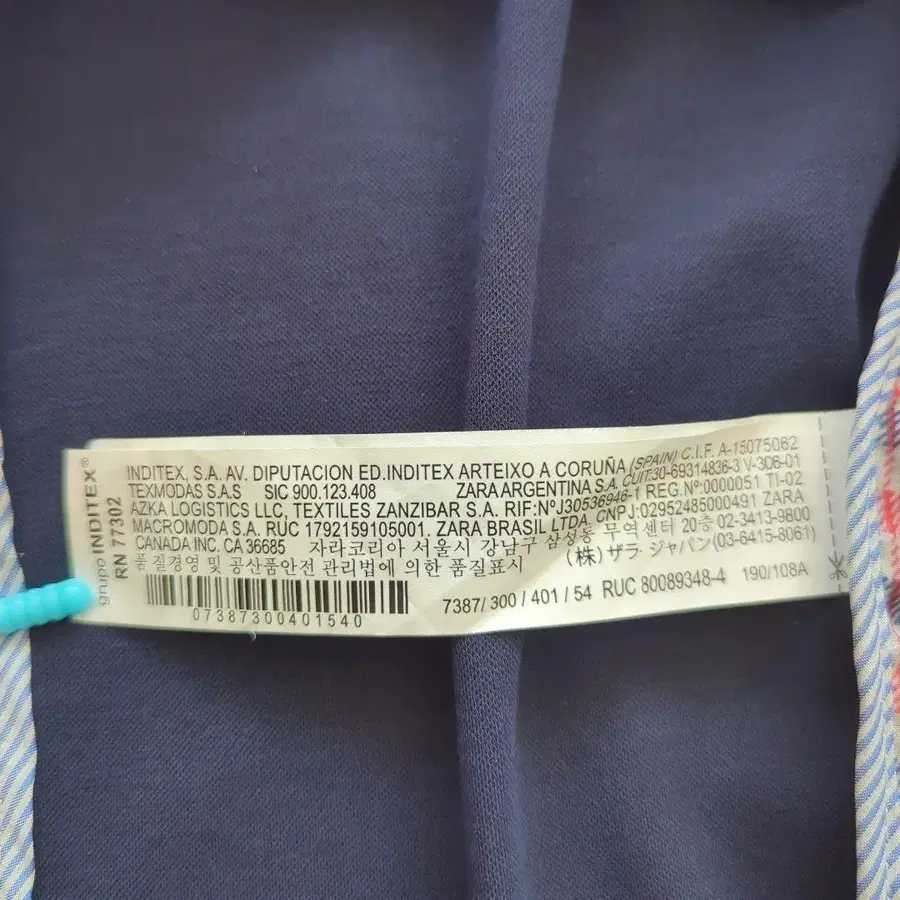 grupo INDITEX®
RN 77302
INDITEX, S.A. AV. DIPUTACION ED.INDITEX ARTEIXO A CORUÑA (SPAIN) C.I.F. A-15075062
TEXMODAS S.A.S SIC 900.123.408 ZARA ARGENTINA S.A. CUIT:30-69314836-3 V-306-01
AZKA LOGISTICS LLC, TEXTILES ZANZIBAR S.A. RIF:NºJ30536946-1 REG.Nº:0000051 TI-02
MACROMODA S.A. RUC 1792159105001. ZARA BRASIL LTDA. CNPJ:02952485000491 ZARA
CANADA INC. CA 36685 자라코리아 서울시 강남구 삼성동 무역센터 20층 02-3413-9800
품질경영 및 공산품안전 관리법에 의한 품질표시 (株) ザラ・ジャパン(03-6415-8061)
07387300401540 7387/ 300 / 401 / 54 RUC 80089348-4 190/108A